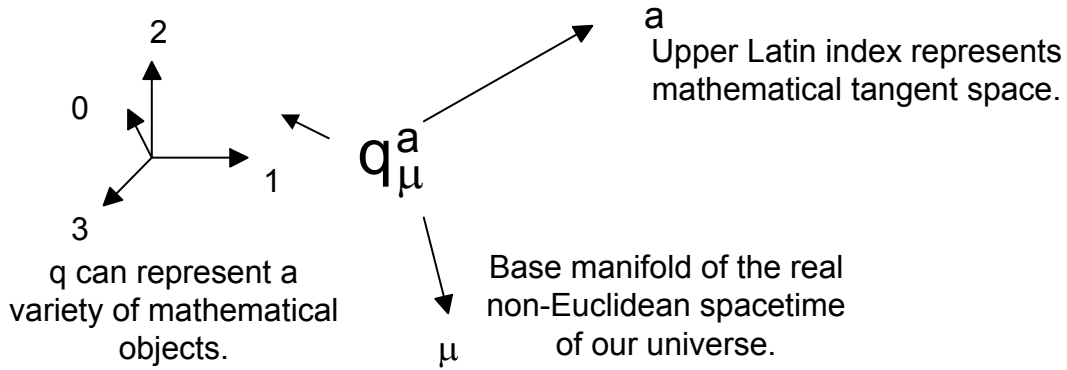 2
0
1
3
q can represent a
variety of mathematical
objects.
q
a
μ
a
Upper Latin index represents
mathematical tangent space.
Base manifold of the real
non-Euclidean spacetime
of our universe.
μ